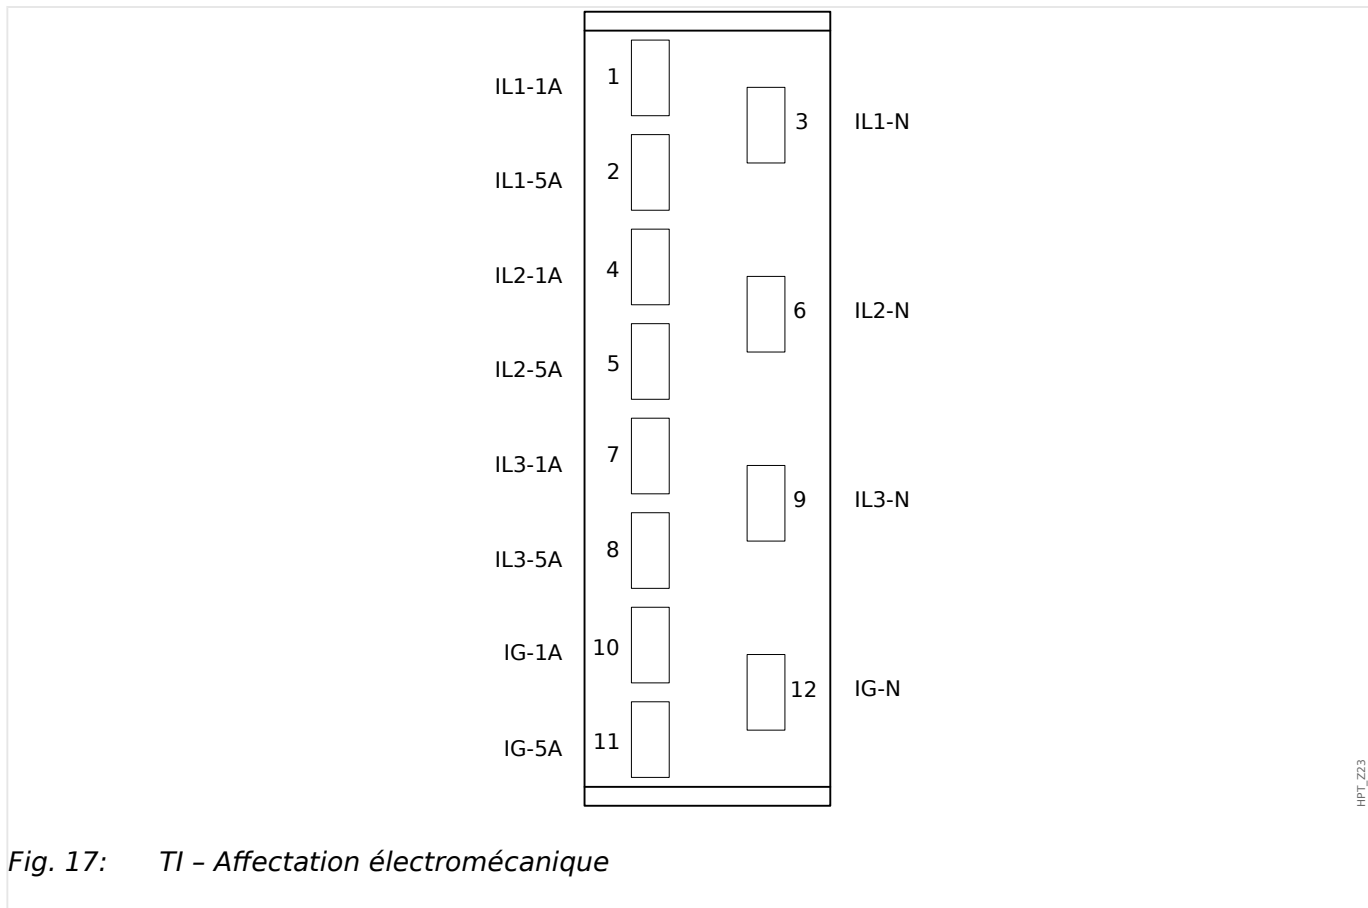 IL1-1A 1
3 IL1-N
IL1-5A 2
IL2-1A 4
6 IL2-N
IL2-5A 5
IL3-1A 7
9 IL3-N
IL3-5A 8
IG-1A 10
12 IG-N
IG-5A 11
HPT_Z23
Fig. 17: TI – Affectation électromécanique